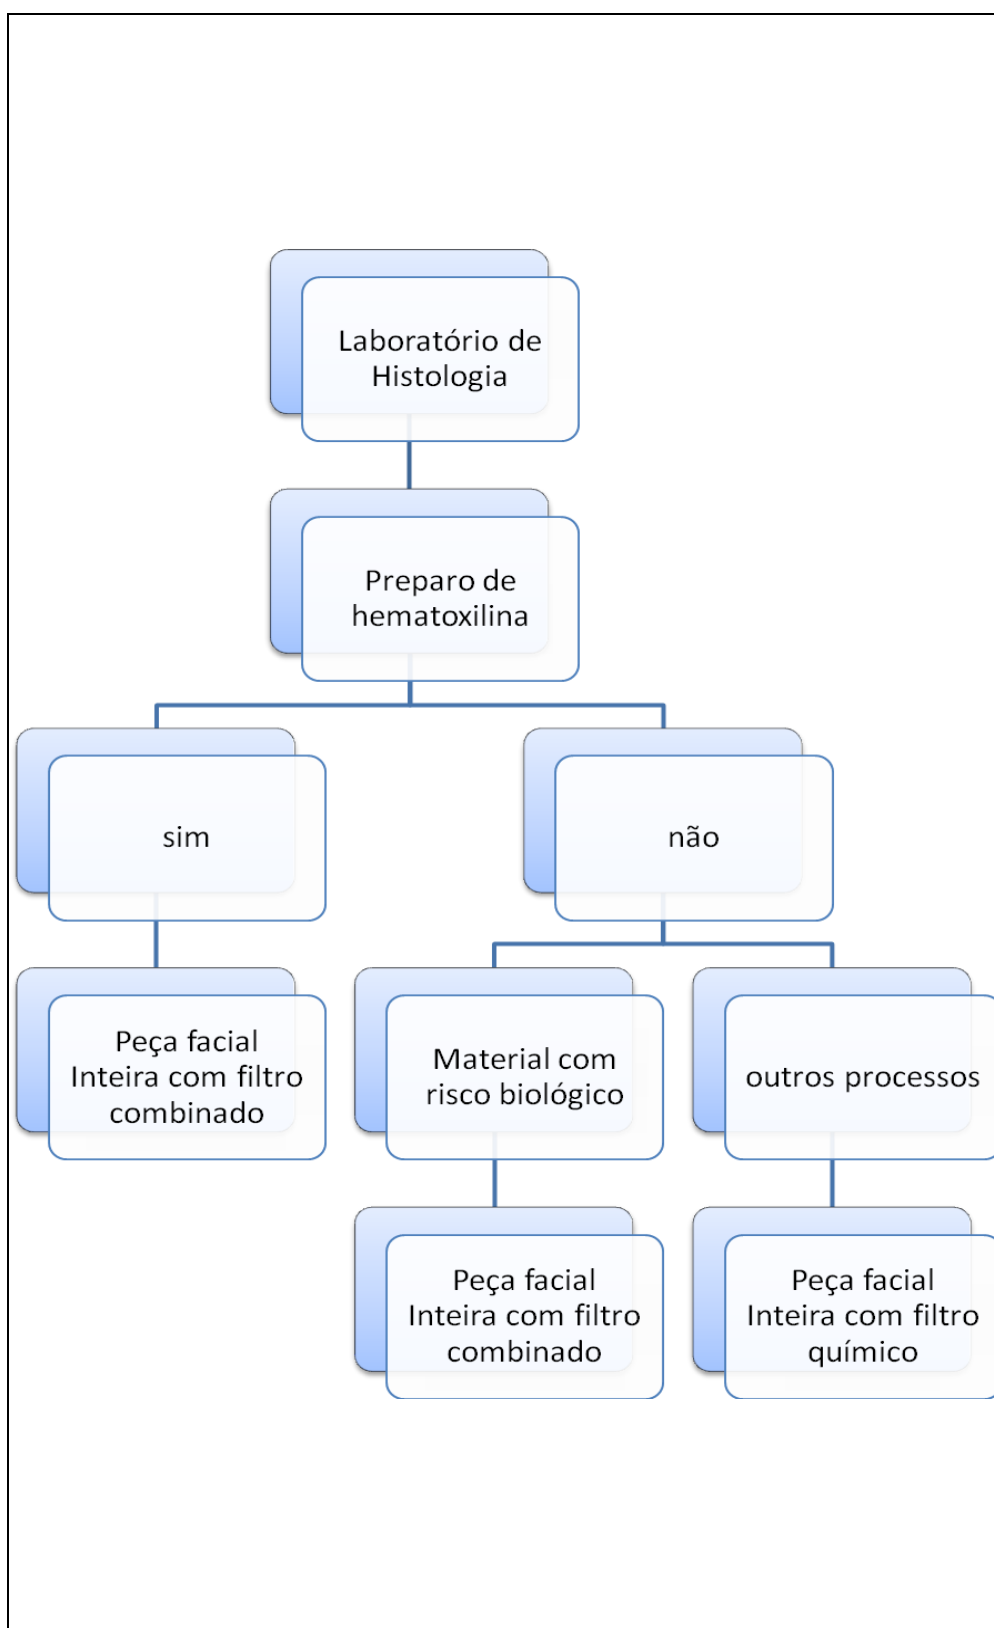 Laboratório de
Histologia
Preparo de
hematoxilina
sim
não
Peça facial
Inteira com filtro
combinado
Material com
risco biológico
outros processos
Peça facial
Inteira com filtro
combinado
Peça facial
Inteira com filtro
químico